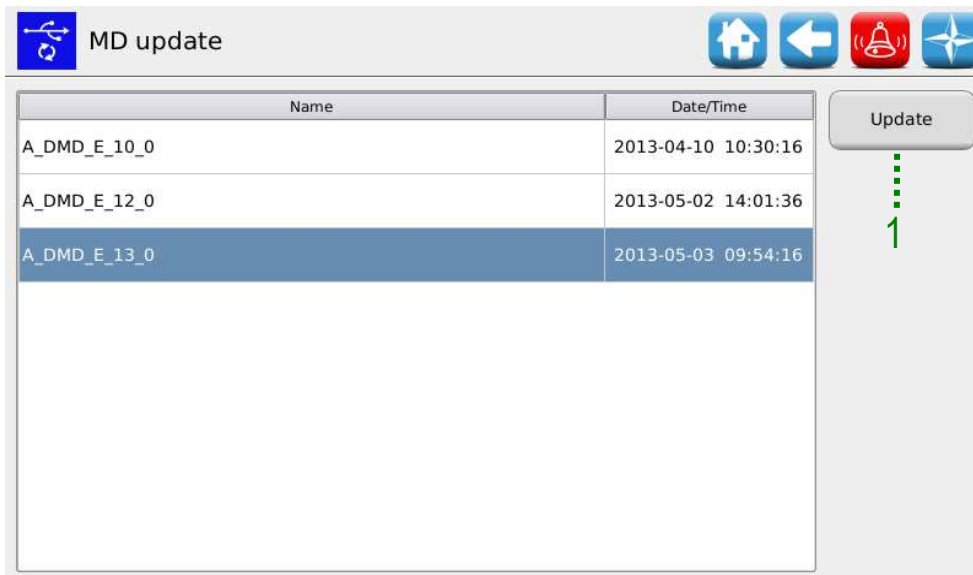 MD update
Name Date/Time
Update
A_DMD_E_10_0 2013-04-10 10:30:16
A_DMD_E_12_0 2013-05-02 14:01:36
1
A_DMD_E_13_0 2013-05-03 09:54:16